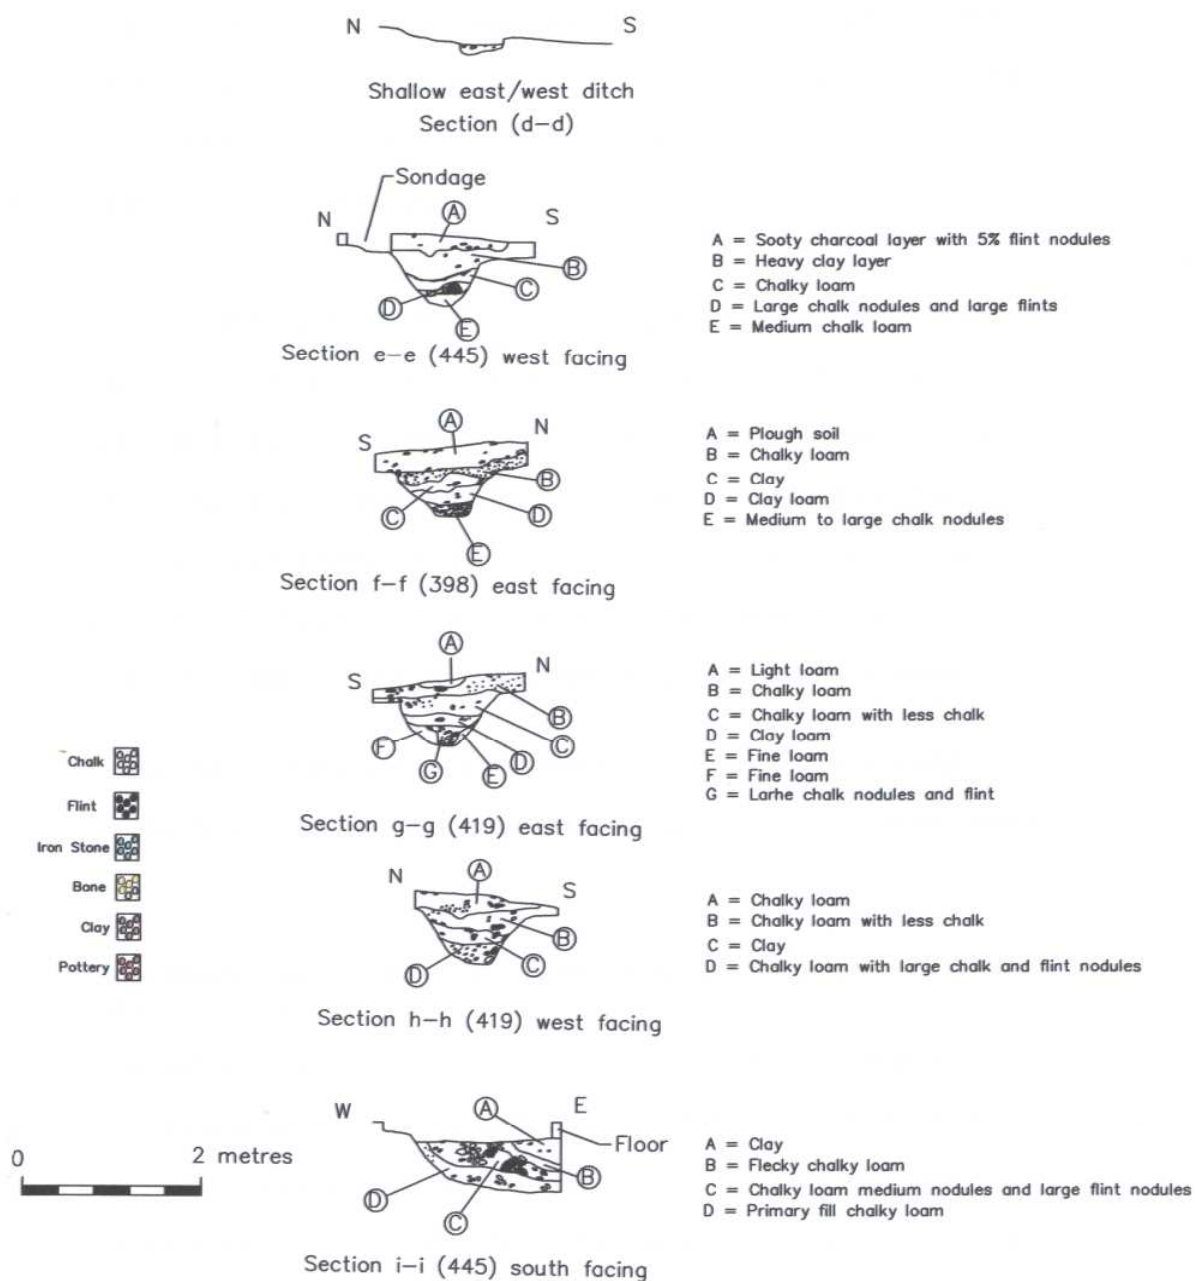 N S
Shallow east/west ditch
Section (d-d)
Sondage
N S
A
B
C
D
E
Section e-e (445) west facing
A = Sooty charcoal layer with 5% flint nodules
B = Heavy clay layer
C = Chalky loam
D = Large chalk nodules and large flints
E = Medium chalk loam
A
S N
B
C D
E
Section f-f (398) east facing
A = Plough soil
B = Chalky loam
C = Clay
D = Clay loam
E = Medium to large chalk nodules
A
S N
B
F C
G E D
Section g-g (419) east facing
A = Light loam
B = Chalky loam
C = Chalky loam with less chalk
D = Clay loam
E = Fine loam
F = Fine loam
G = Larhe chalk nodules and flint
Chalk
Flint
Iron Stone
Bone
Clay
Pottery
N A S
B
D C
Section h-h (419) west facing
A = Chalky loam
B = Chalky loam with less chalk
C = Clay
D = Chalky loam with large chalk and flint nodules
W A E
Floor
B
D
C
Section i-i (445) south facing
A = Clay
B = Flecky chalky loam
C = Chalky loam medium nodules and large flint nodules
D = Primary fill chalky loam
0 2 metres